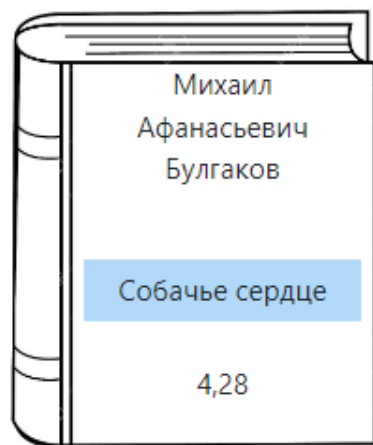 Михаил
Афанасьевич
Булгаков
Собачье сердце
4,28